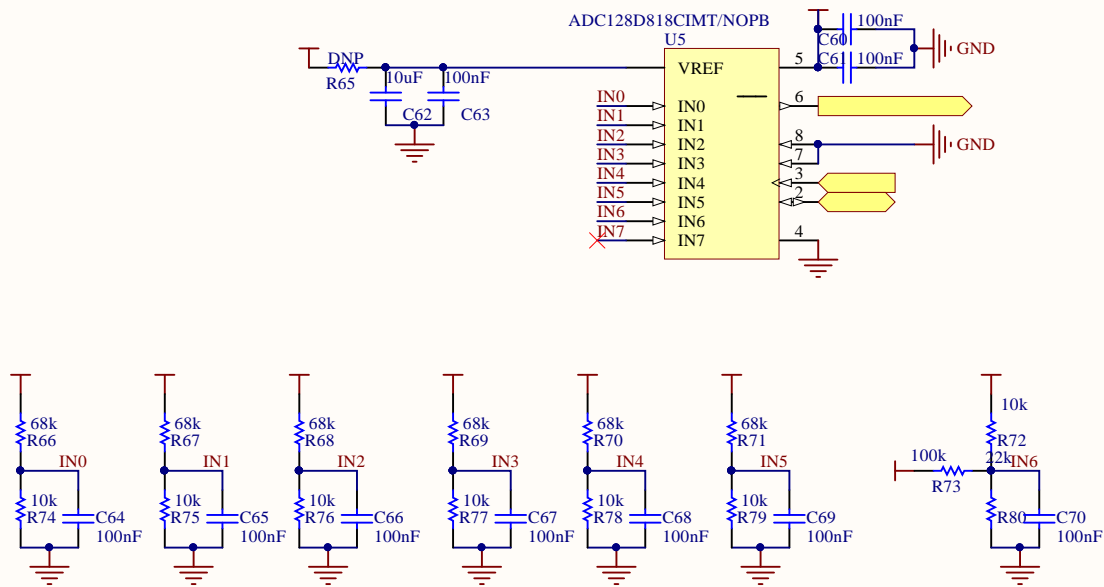 ADC128D818CIMT/NOPB
U5
100nF
C60
GND
C61
100nF
DNP
R65
10uF
100nF
C62
C63
VREF
5
IN0
IN0
6
IN1
IN1
IN2
IN2
8
GND
IN3
IN3
7
IN4
IN4
3
IN5
IN5
2
IN6
IN6
IN7
IN7
4
68k
R66
IN0
10k
R74
C64
100nF
68k
R67
IN1
10k
R75
C65
100nF
68k
R68
IN2
10k
R76
C66
100nF
68k
R69
IN3
10k
R77
C67
100nF
68k
R70
IN4
10k
R78
C68
100nF
68k
R71
IN5
10k
R79
C69
100nF
10k
R72
100k
R73
22k
IN6
R80
C70
100nF